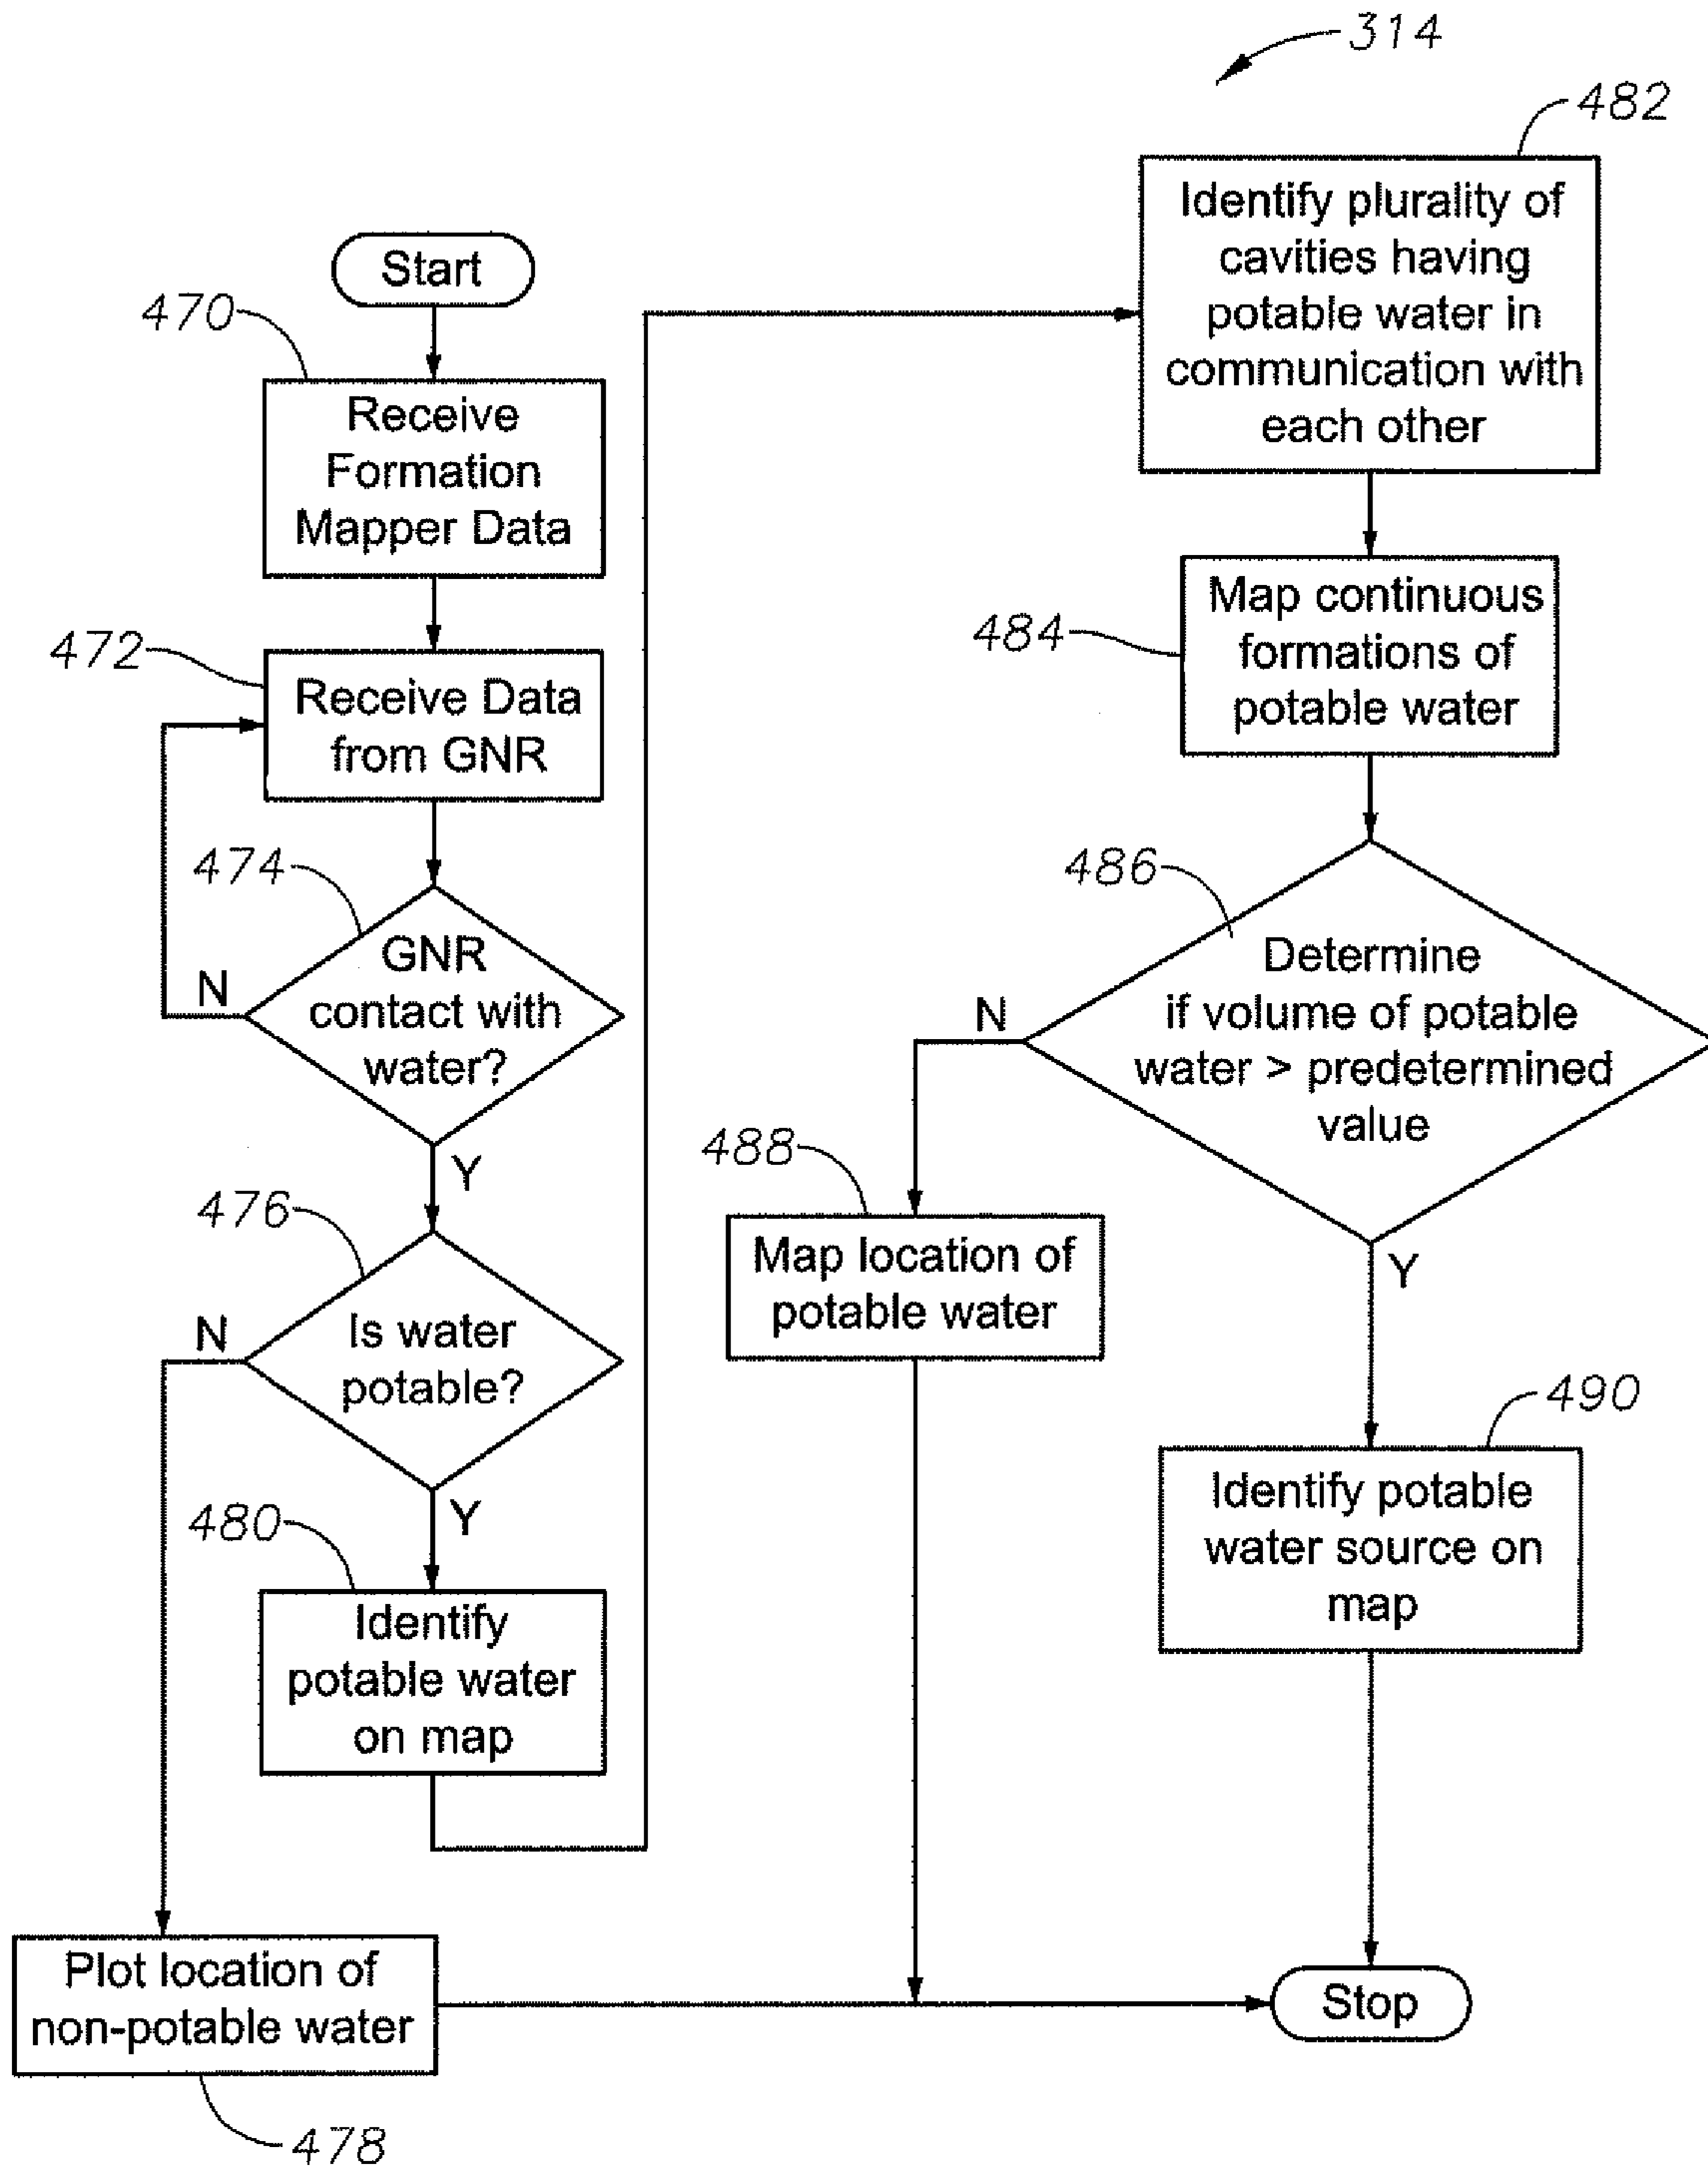 314
482
Identify plurality of
cavities having
potable water in
communication with
each other
Start
470
Receive
Formation
Mapper Data
472
Receive Data
from GNR
484
Map continuous
formations of
potable water
474
GNR
contact with
water?
N
Y
486
Determine
if volume of potable
water > predetermined
value
N
Y
476
Is water
potable?
N
Y
488
Map location of
potable water
490
Identify potable
water source on
map
480
Identify
potable water
on map
Plot location of
non-potable water
478
Stop